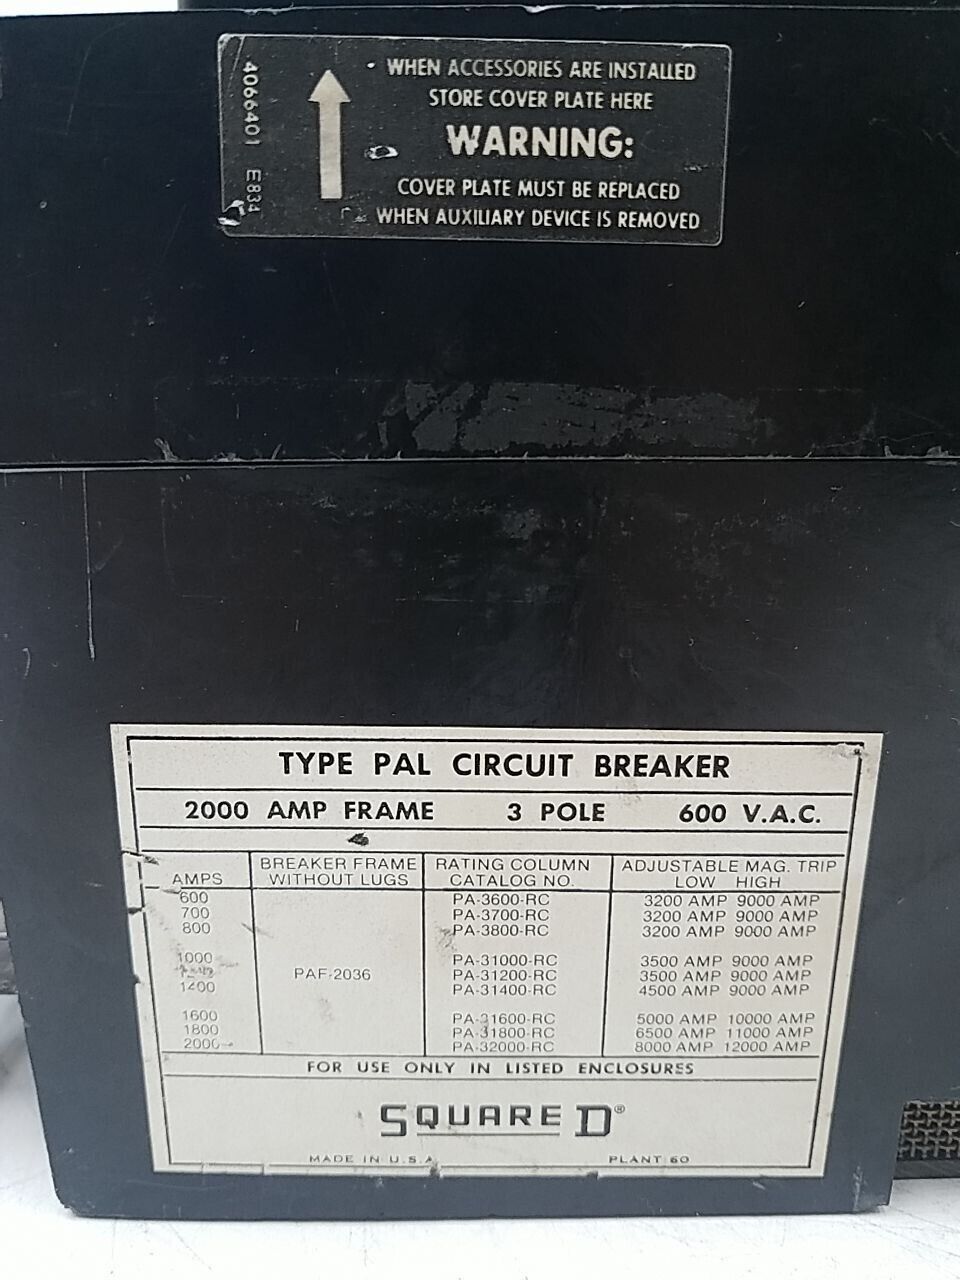 4066401 E834
WHEN ACCESSORIES ARE INSTALLED
STORE COVER PLATE HERE
WARNING:
COVER PLATE MUST BE REPLACED
WHEN AUXILIARY DEVICE IS REMOVED
TYPE PAL CIRCUIT BREAKER
2000 AMP FRAME 3 POLE 600 V.A.C.
AMPS BREAKER FRAME WITHOUT LUGS RATING COLUMN CATALOG NO. ADJUSTABLE MAG. TRIP LOW HIGH
600 PA-3600-RC 3200 AMP 9000 AMP
700 PA-3700-RC 3200 AMP 9000 AMP
800 PA-3800-RC 3200 AMP 9000 AMP
1000 PA-31000-RC 3500 AMP 9000 AMP
PAF-2036 PA-31200-RC 3500 AMP 9000 AMP
1400 PA-31400-RC 4500 AMP 9000 AMP
1600 PA-31600-RC 5000 AMP 10000 AMP
1800 PA-31800-RC 6500 AMP 11000 AMP
2000 PA-32000-RC 8000 AMP 12000 AMP
FOR USE ONLY IN LISTED ENCLOSURES
SQUARE D®
MADE IN U.S.A PLANT 60